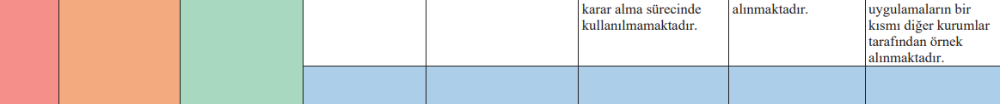 karar alma sürecinde
kullanılmamaktadır.
alınmaktadır.
uygulamaların bir
kısmı diğer kurumlar
tarafından örnek
alınmaktadır.